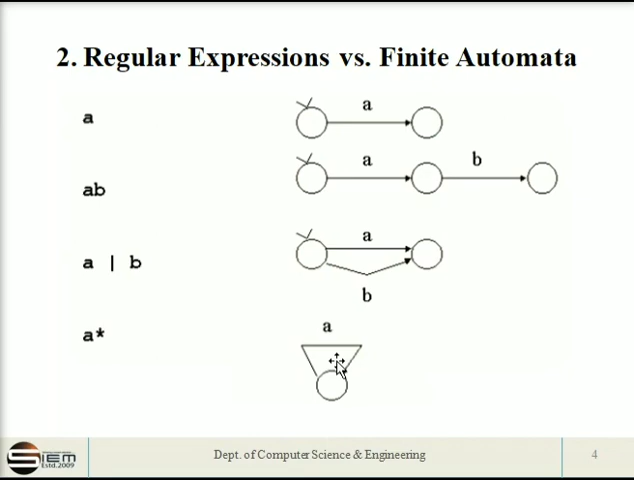 2. Regular Expressions vs. Finite Automata
a
a
ab
a
b
a | b
a
b
a*
a
SIEM
Estd.2009
Dept. of Computer Science & Engineering
4